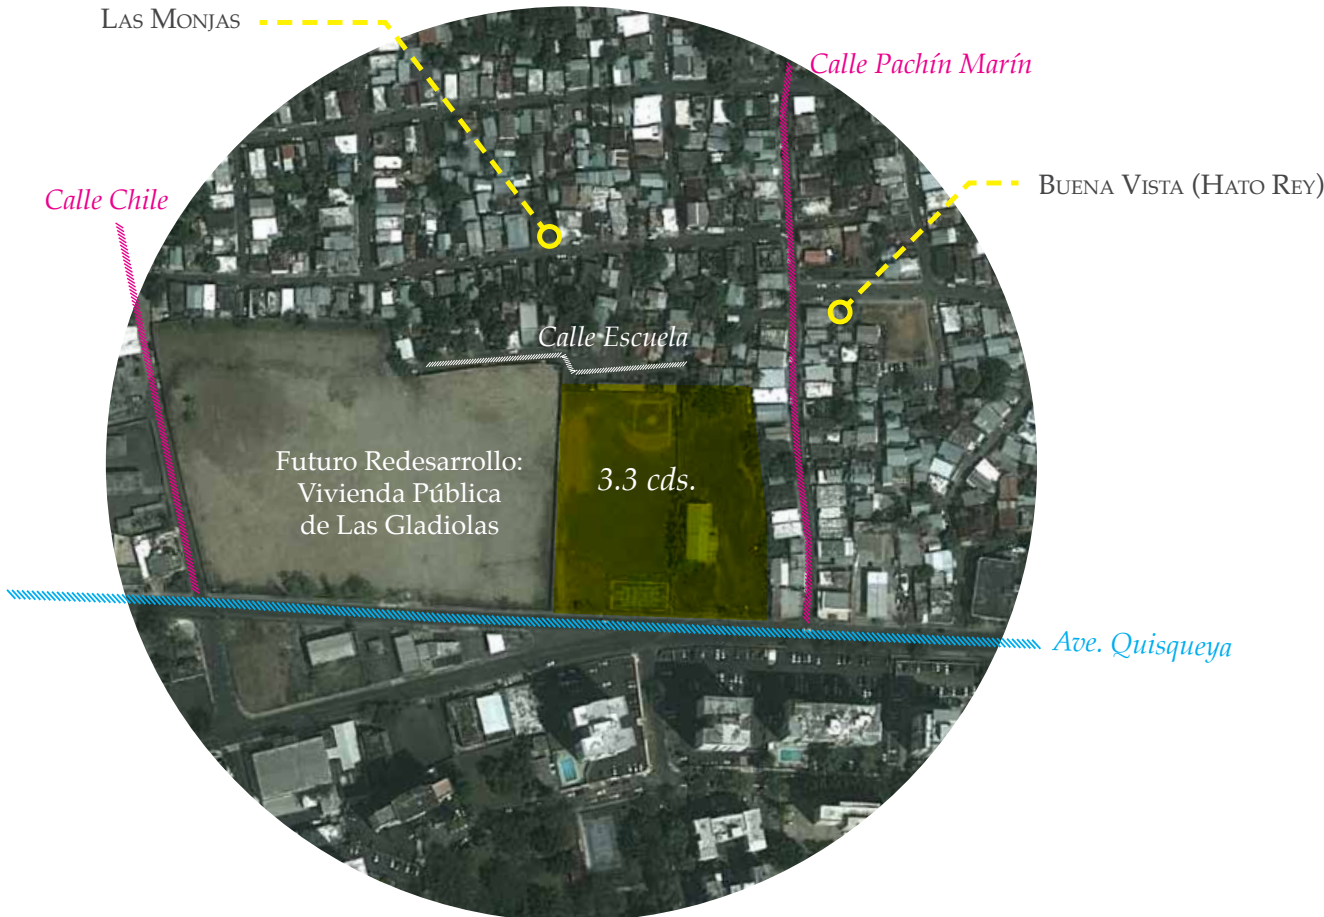 Las Monjas
Calle Pachín Marín
Buena Vista (Hato Rey)
Calle Chile
Calle Escuela
Futuro Redesarrollo:
Vivienda Pública
de Las Gladiolas
3.3 cds.
Ave. Quisqueya